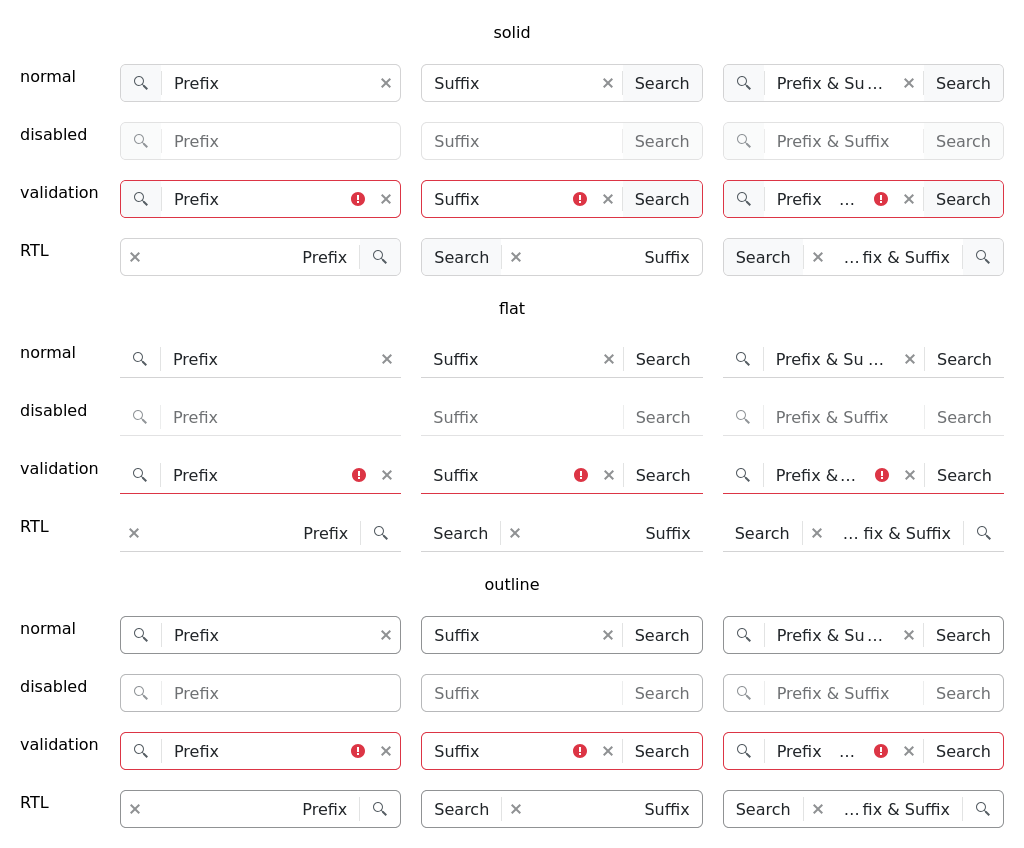 solid
normal Prefix Suffix Search Prefix & Su... Search
disabled Prefix Suffix Search Prefix & Suffix Search
validation Prefix Suffix Search Prefix ... Search
RTL Prefix Search Suffix Search ...fix & Suffix
flat
normal Prefix Suffix Search Prefix & Su ... Search
disabled Prefix Suffix Search Prefix & Suffix Search
validation Prefix Suffix Search Prefix &... Search
RTL Prefix Search Suffix Search ... fix & Suffix
outline
normal Prefix Suffix Search Prefix & Su... Search
disabled Prefix Suffix Search Prefix & Suffix Search
validation Prefix Suffix Search Prefix ... Search
RTL Prefix Search Suffix Search ...fix & Suffix